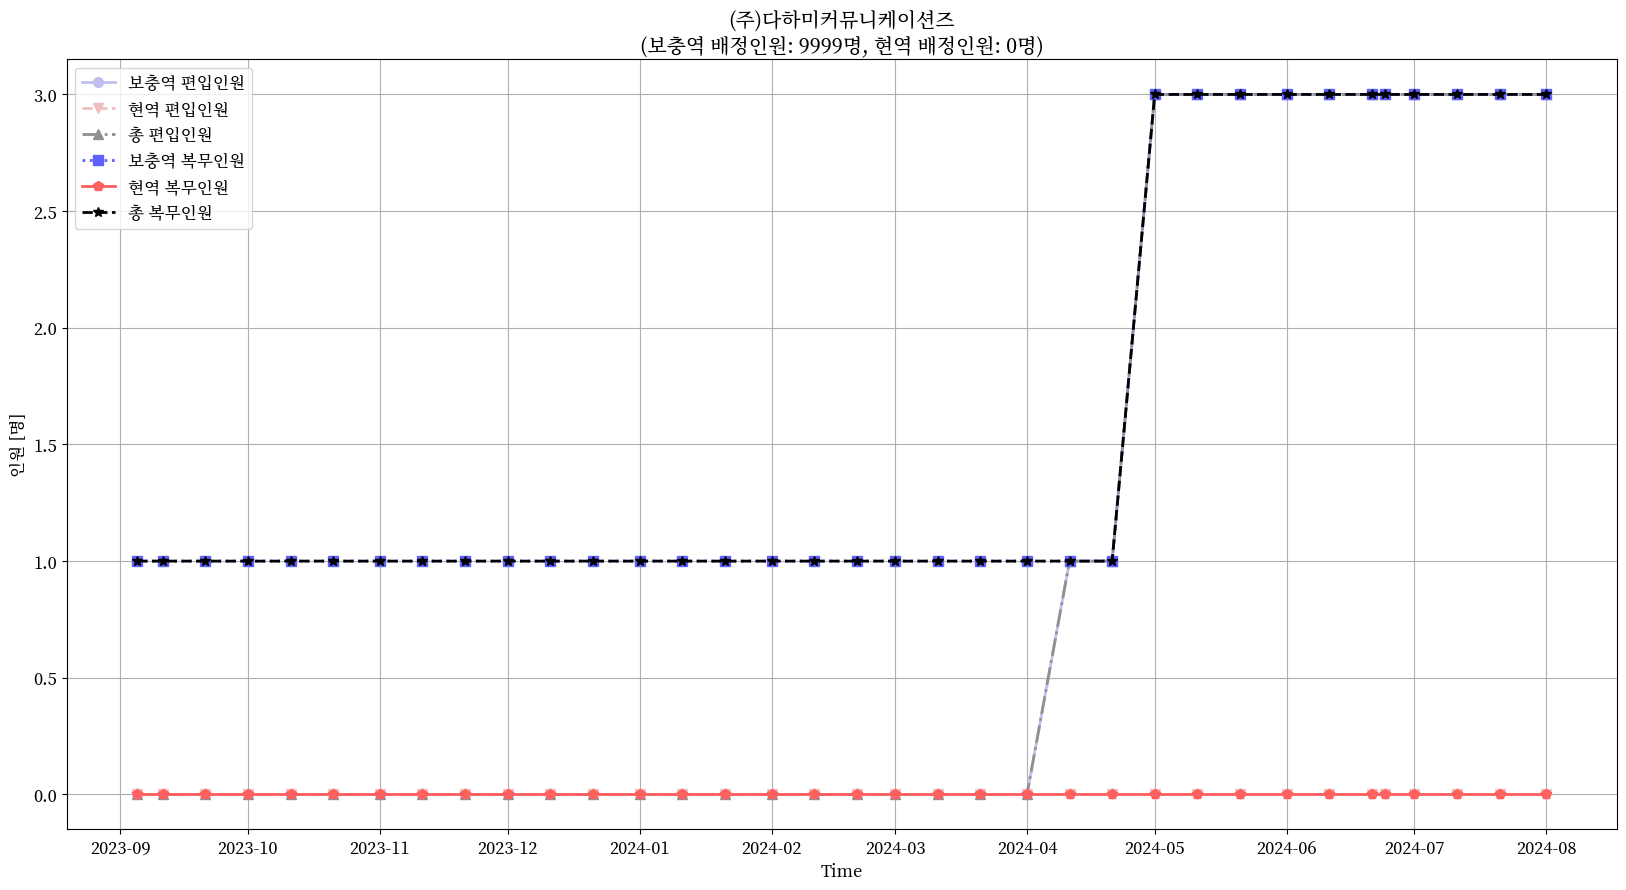 (주)다하미커뮤니케이션즈
(보충역 배정인원: 9999명, 현역 배정인원: 0명)
보충역 편입인원
현역 편입인원
총 편입인원
보충역 복무인원
현역 복무인원
총 복무인원
3.0
2.5
2.0
1.5
1.0
0.5
0.0
인원 [명]
2023-09 2023-10 2023-11 2023-12 2024-01 2024-02 2024-03 2024-04 2024-05 2024-06 2024-07 2024-08
Time